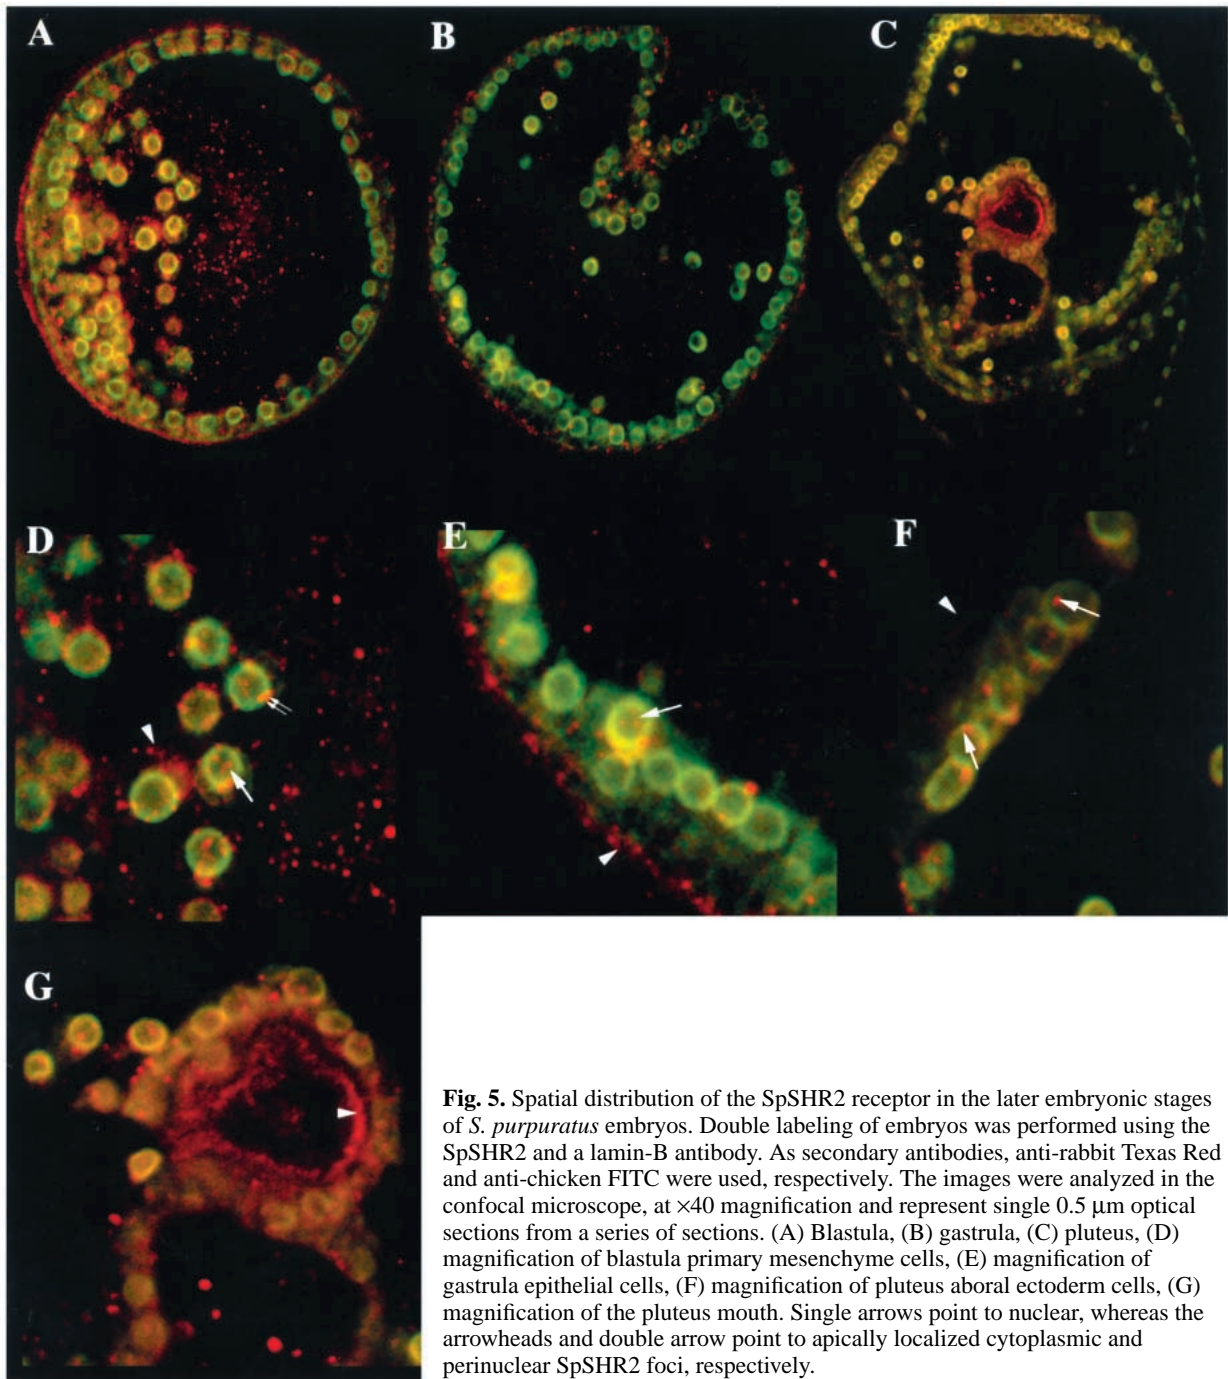 A
B
C
D
E
F
G
Fig. 5. Spatial distribution of the SpSHR2 receptor in the later embryonic stages
of S. purpuratus embryos. Double labeling of embryos was performed using the
SpSHR2 and a lamin-B antibody. As secondary antibodies, anti-rabbit Texas Red
and anti-chicken FITC were used, respectively. The images were analyzed in the
confocal microscope, at ×40 magnification and represent single 0.5 μm optical
sections from a series of sections. (A) Blastula, (B) gastrula, (C) pluteus, (D)
magnification of blastula primary mesenchyme cells, (E) magnification of
gastrula epithelial cells, (F) magnification of pluteus aboral ectoderm cells, (G)
magnification of the pluteus mouth. Single arrows point to nuclear, whereas the
arrowheads and double arrow point to apically localized cytoplasmic and
perinuclear SpSHR2 foci, respectively.